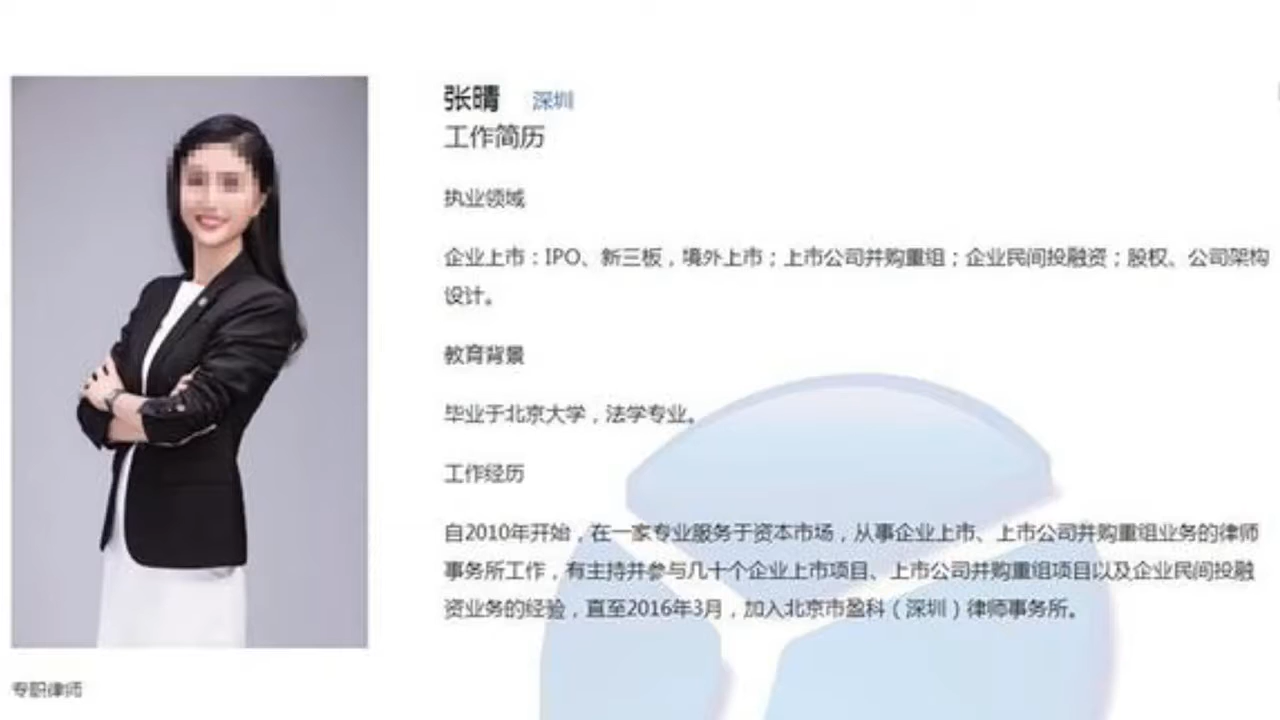 张晴 深圳
工作简历
执业领域
企业上市：IPO、新三板，境外上市；上市公司并购重组；企业民间投融资；股权、公司架构
设计。
教育背景
毕业于北京大学，法学专业。
工作经历
自2010年开始，在一家专业服务于资本市场，从事企业上市、上市公司并购重组业务的律师
事务所工作，有主持并参与几十个企业上市项目、上市公司并购重组项目以及企业民间投融
资业务的经验，直至2016年3月，加入北京市盈科（深圳）律师事务所。
专职律师